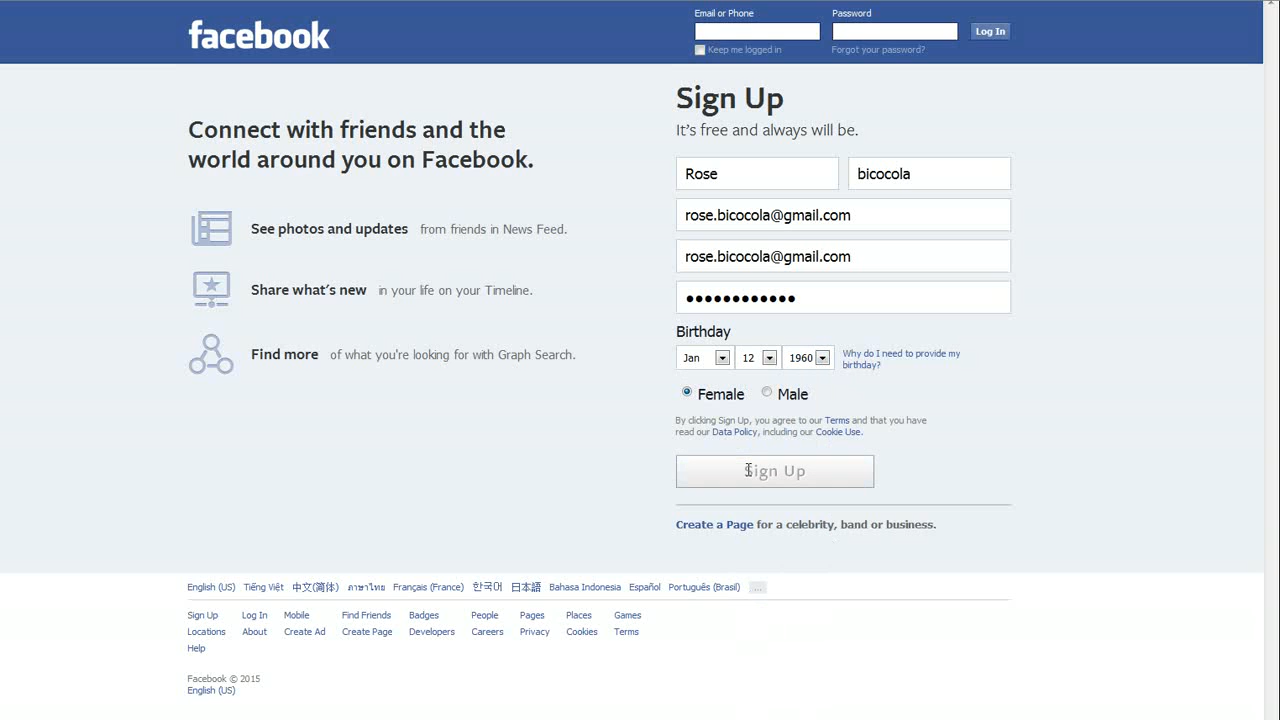 facebook
Email or Phone
Password
Log In
Keep me logged in
Forgot your password?
Connect with friends and the
world around you on Facebook.
See photos and updates from friends in News Feed.
Share what's new in your life on your Timeline.
Find more of what you're looking for with Graph Search.
Sign Up
It's free and always will be.
Rose bicocola
rose.bicocola@gmail.com
rose.bicocola@gmail.com
●●●●●●●●●●●●
Birthday
Jan 12 1960
Why do I need to provide my
birthday?
Female Male
By clicking Sign Up, you agree to our Terms and that you have
read our Data Policy, including our Cookie Use.
Sign Up
Create a Page for a celebrity, band or business.
English (US) Tiếng Việt 中文(简体) ภาษาไทย Français (France) 한국어 日本語 Bahasa Indonesia Español Português (Brasil) ...
Sign Up Log In Mobile Find Friends Badges People Pages Places Games
Locations About Create Ad Create Page Developers Careers Privacy Cookies Terms
Help
Facebook © 2015
English (US)